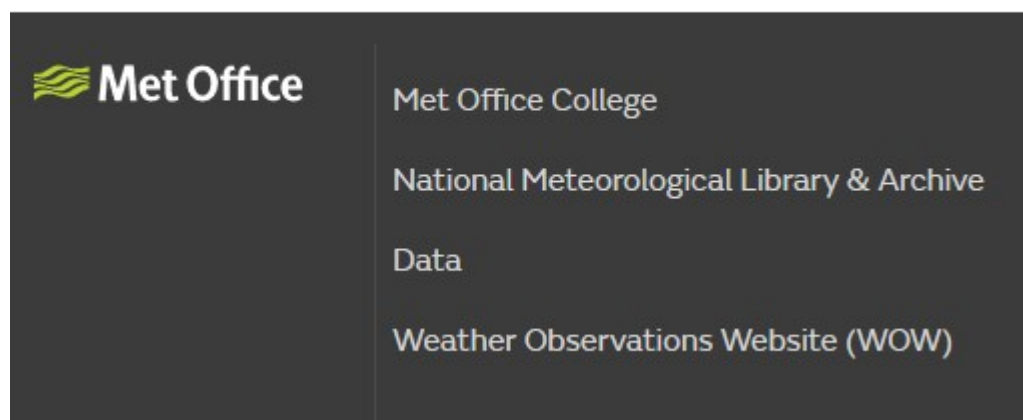 Met Office
Met Office College
National Meteorological Library & Archive
Data
Weather Observations Website (WOW)